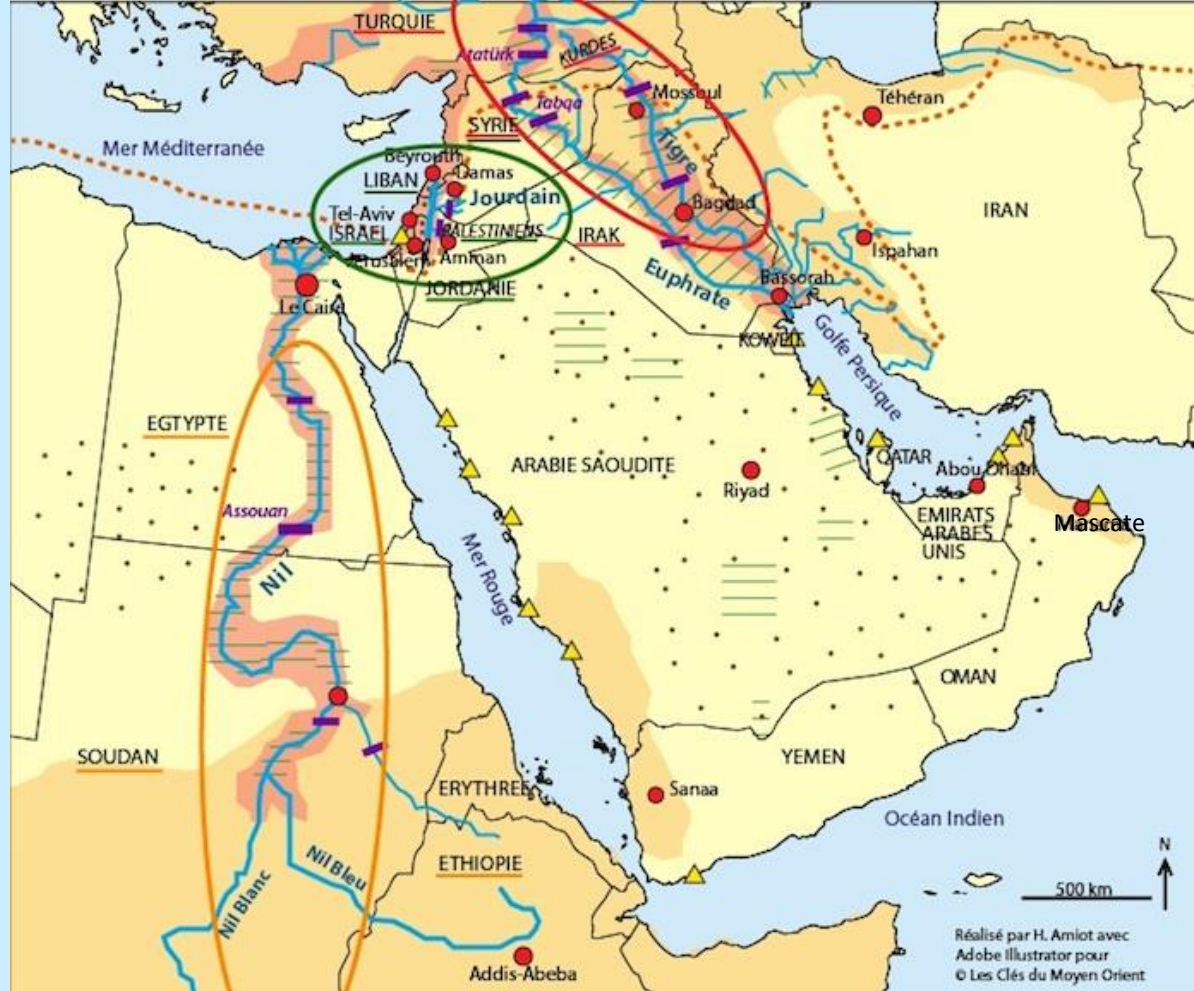 TURQUIE
Atatürk
KURDES
Tabqa
Mossoul
Téhéran
SYRIE
Mer Méditerranée
Beyrouth
LIBAN
Damas
Jourdain
Tigre
Bagdad
Tel-Aviv
ISRAEL
PALESTINIENS
IRAK
IRAN
Jérusalem
Amman
Ispahan
JORDANIE
Euphrate
Bassorah
Le Caire
KOWEIT
Golfe Persique
EGTYPTE
ARABIE SAOUDITE
Riyad
QATAR
Abou Dhabi
Assouan
EMIRATS
ARABES
UNIS
Mascate
Nil
Mer Rouge
OMAN
SOUDAN
YEMEN
ERYTHREE
Sanaa
Océan Indien
ETHIOPIE
N
Nil Bleu
Nil Blanc
500 km
Addis-Abeba
Réalisé par H. Amiot avec
Adobe Illustrator pour
© Les Clés du Moyen Orient